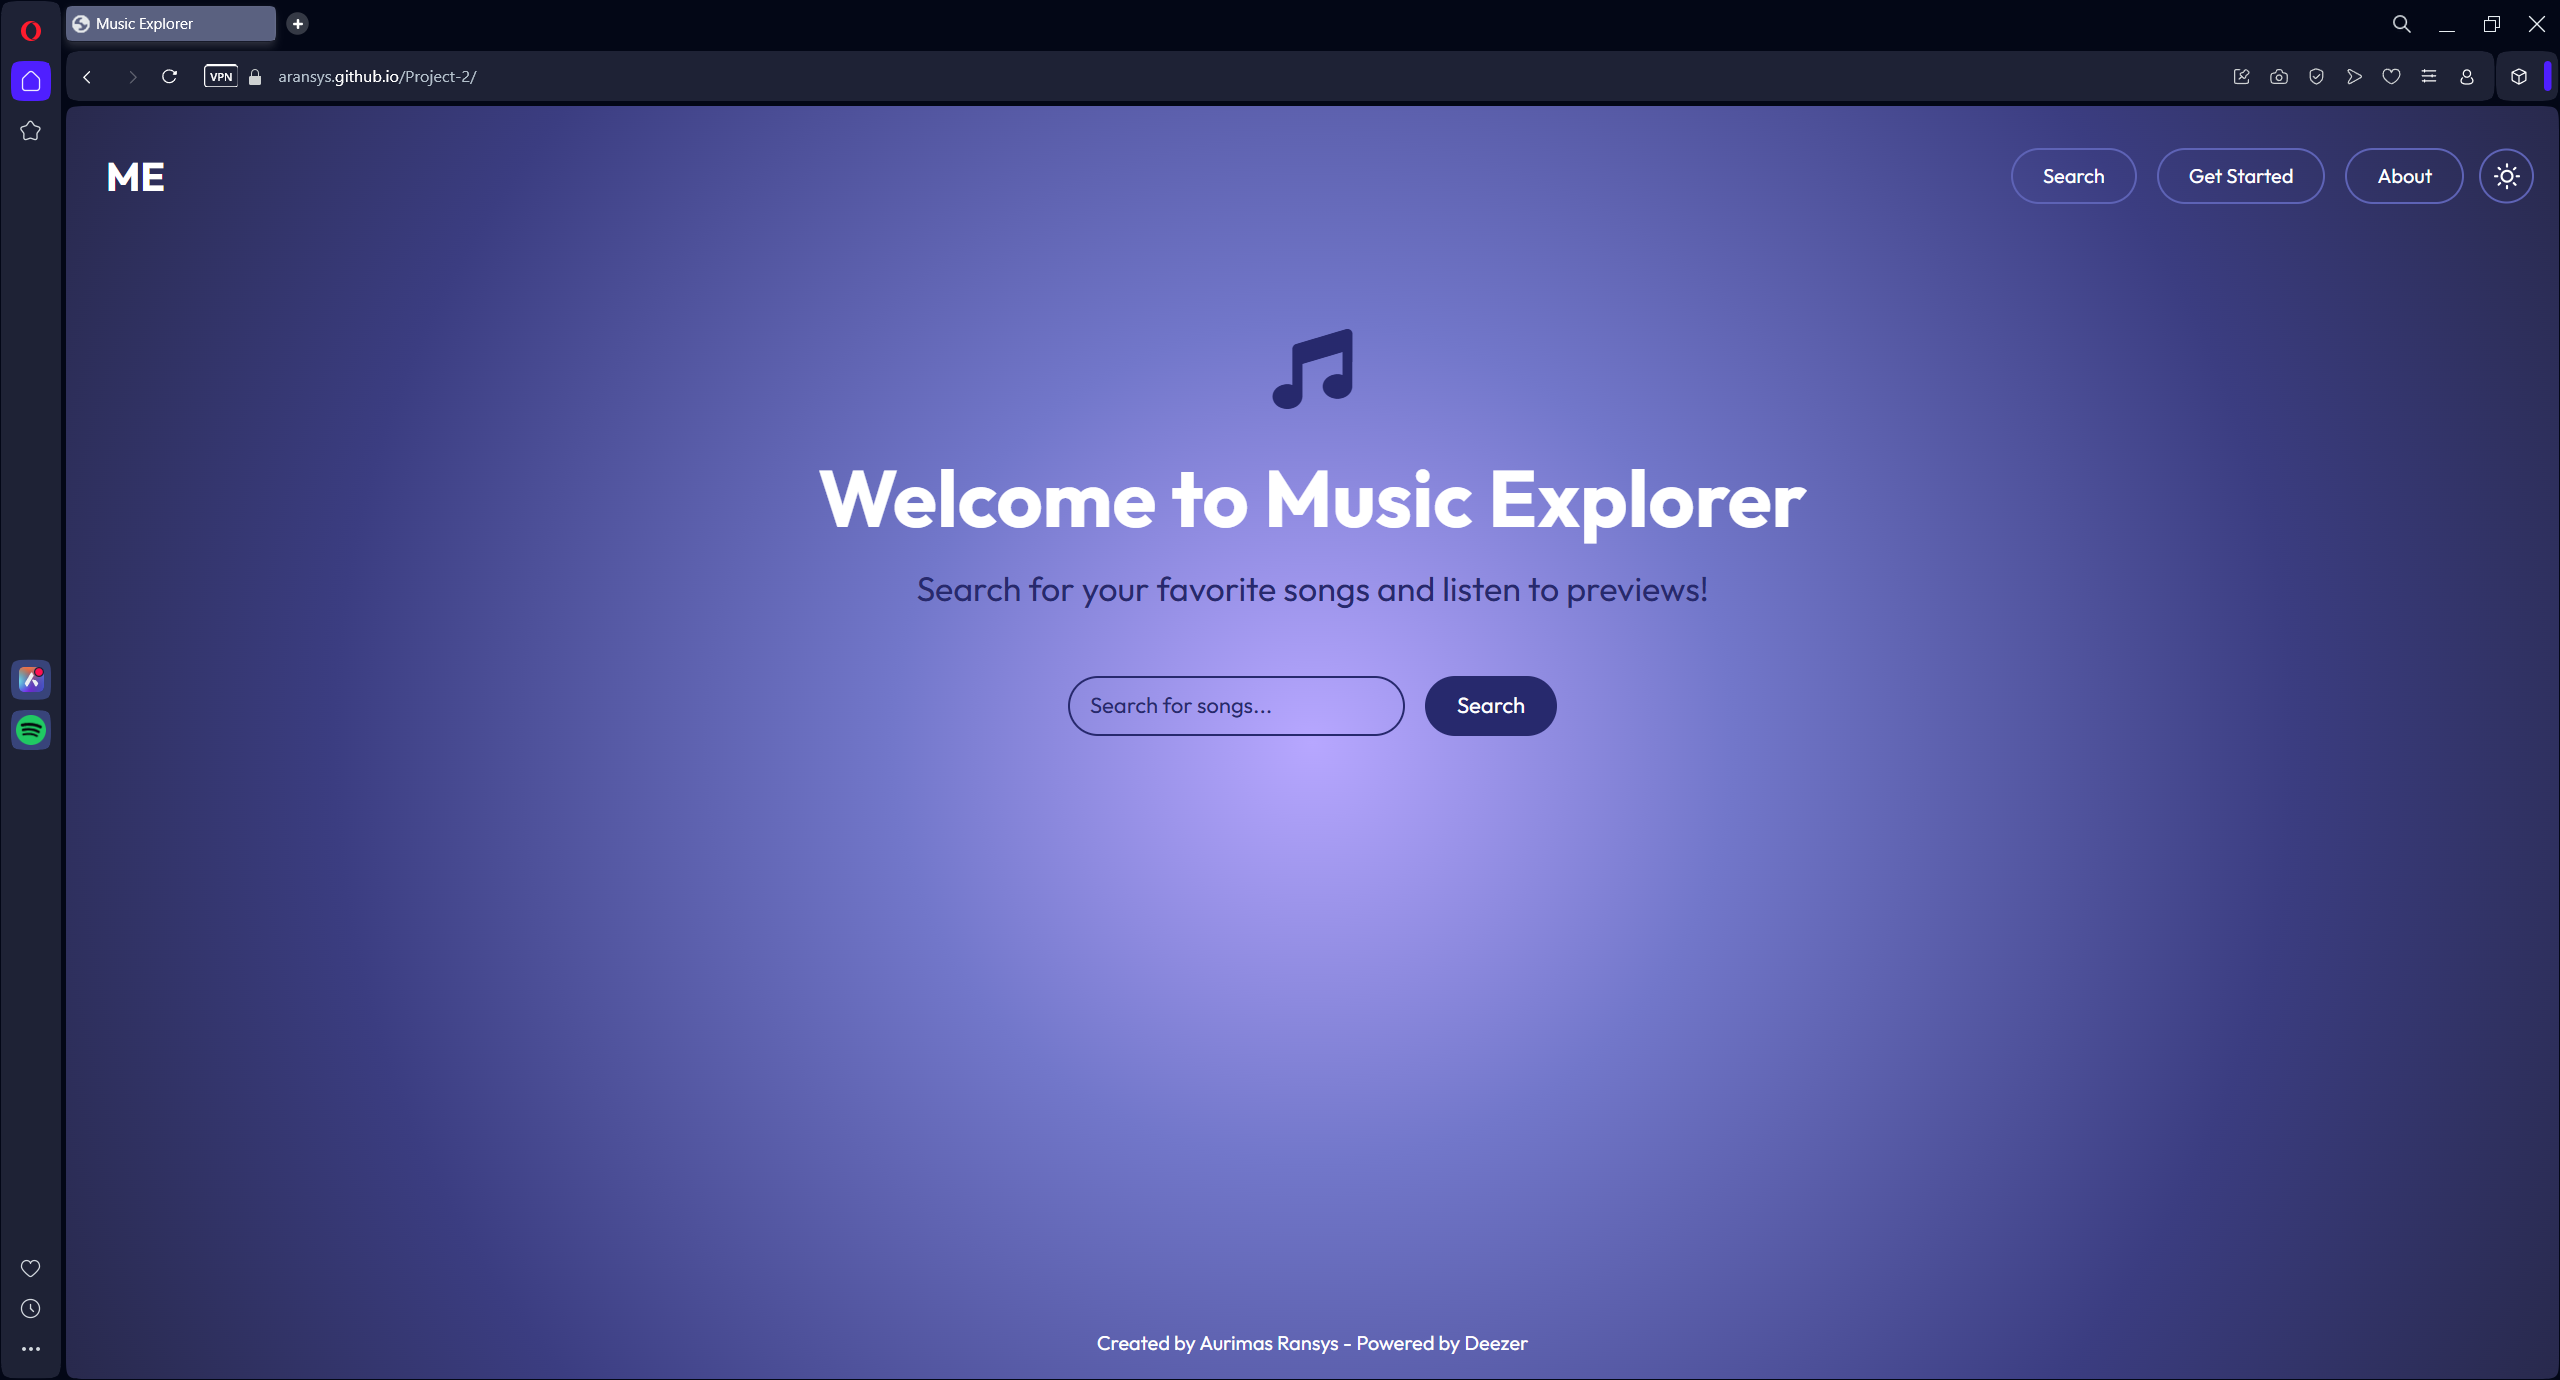 Music Explorer
VPN aransys.github.io/Project-2/
ME
Search Get Started About
Welcome to Music Explorer
Search for your favorite songs and listen to previews!
Search for songs... Search
Created by Aurimas Ransys - Powered by Deezer